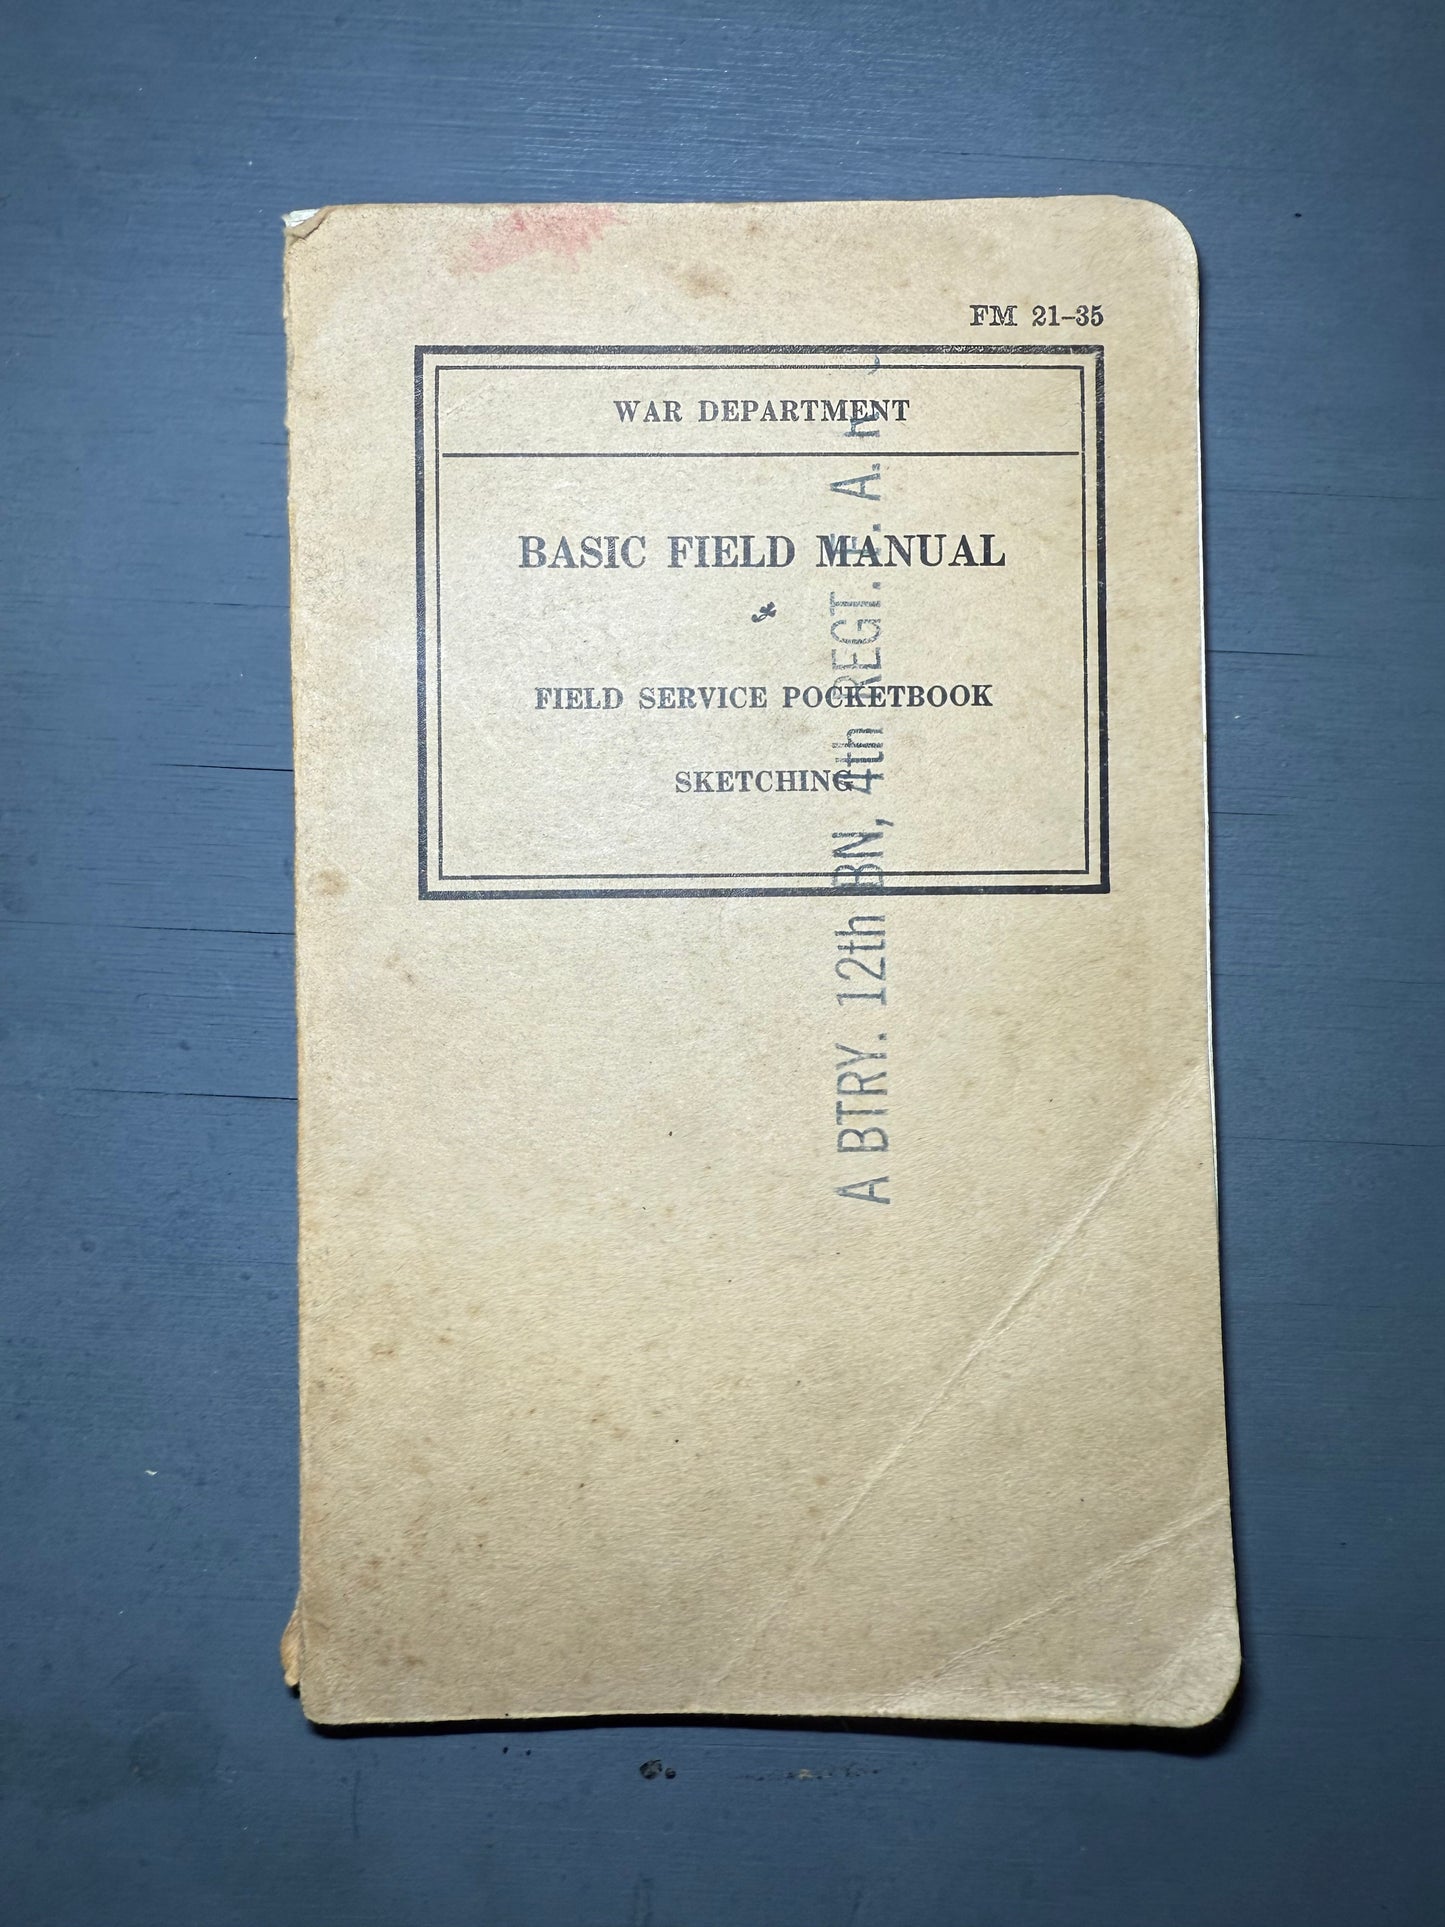 FM 21–35
WAR DEPARTMENT
BASIC FIELD MANUAL
FIELD SERVICE POCKETBOOK
SKETCHING
A BTRY. 12th BN, 4th REGT. F. A. R